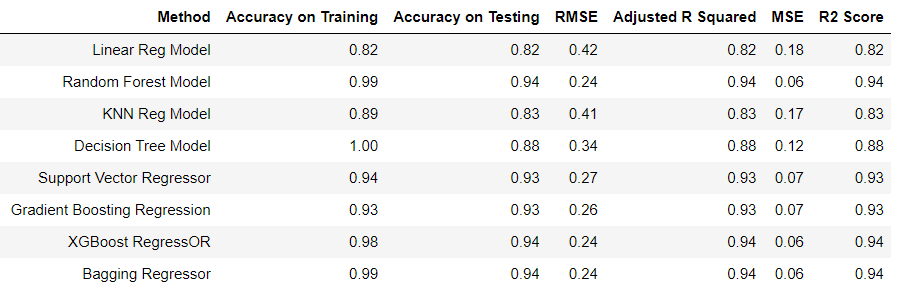 Method Accuracy on Training Accuracy on Testing RMSE Adjusted R Squared MSE R2 Score
Linear Reg Model 0.82 0.82 0.42 0.82 0.18 0.82
Random Forest Model 0.99 0.94 0.24 0.94 0.06 0.94
KNN Reg Model 0.89 0.83 0.41 0.83 0.17 0.83
Decision Tree Model 1.00 0.88 0.34 0.88 0.12 0.88
Support Vector Regressor 0.94 0.93 0.27 0.93 0.07 0.93
Gradient Boosting Regression 0.93 0.93 0.26 0.93 0.07 0.93
XGBoost RegressOR 0.98 0.94 0.24 0.94 0.06 0.94
Bagging Regressor 0.99 0.94 0.24 0.94 0.06 0.94